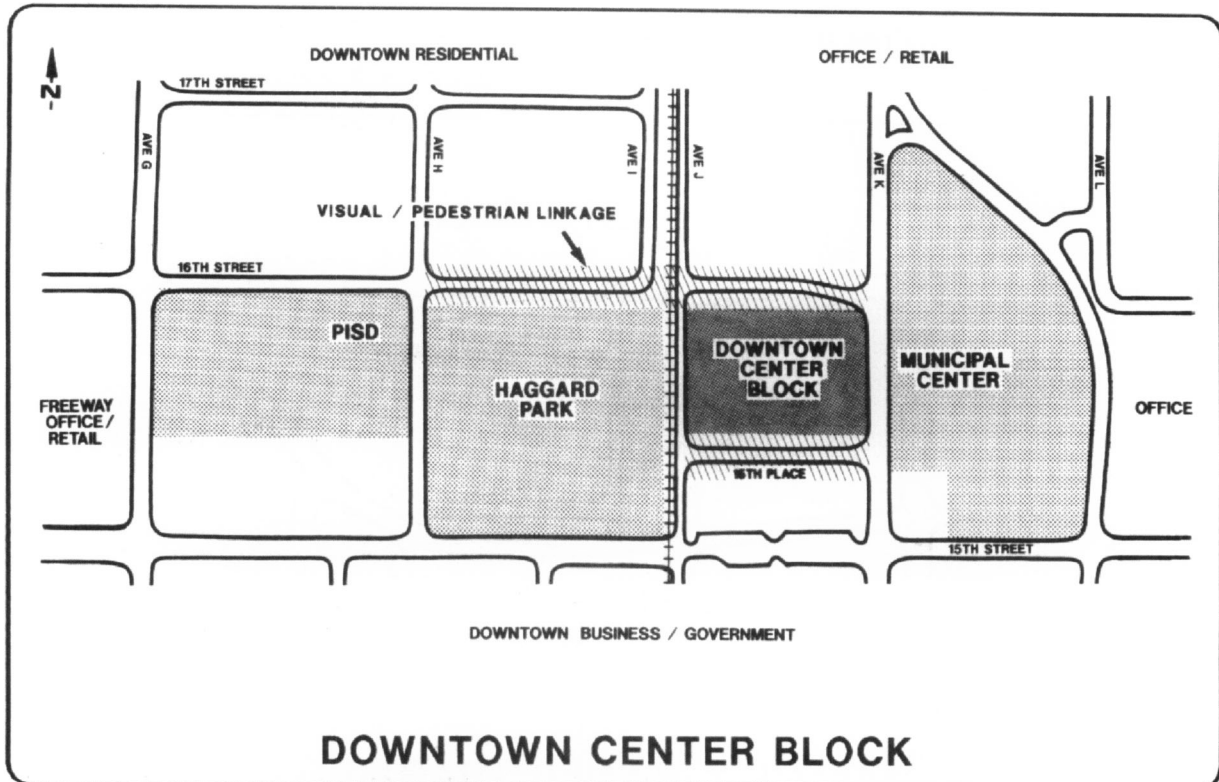 DOWNTOWN RESIDENTIAL
OFFICE / RETAIL
N
17TH STREET
AVE G
AVE H
AVE I
AVE J
AVE K
AVE L
VISUAL / PEDESTRIAN LINKAGE
16TH STREET
PISD
HAGGARD
PARK
DOWNTOWN
CENTER
BLOCK
MUNICIPAL
CENTER
FREEWAY
OFFICE/
RETAIL
OFFICE
15TH PLACE
15TH STREET
DOWNTOWN BUSINESS / GOVERNMENT
DOWNTOWN CENTER BLOCK